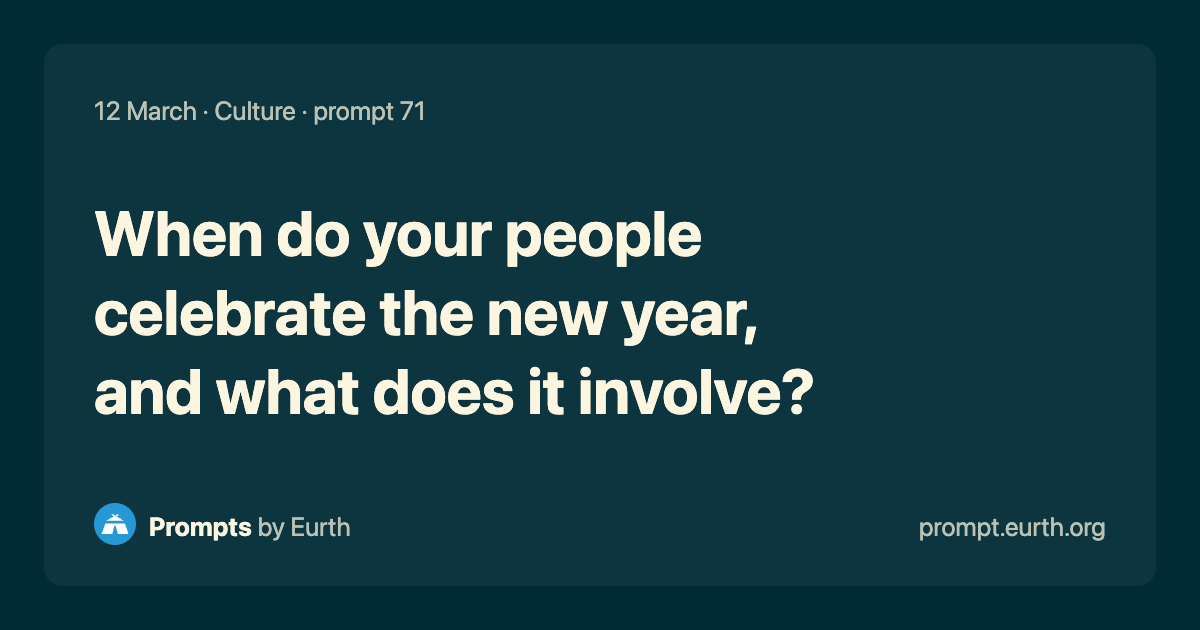 12 March · Culture · prompt 71
When do your people
celebrate the new year,
and what does it involve?
Prompts by Eurth
prompt.eurth.org